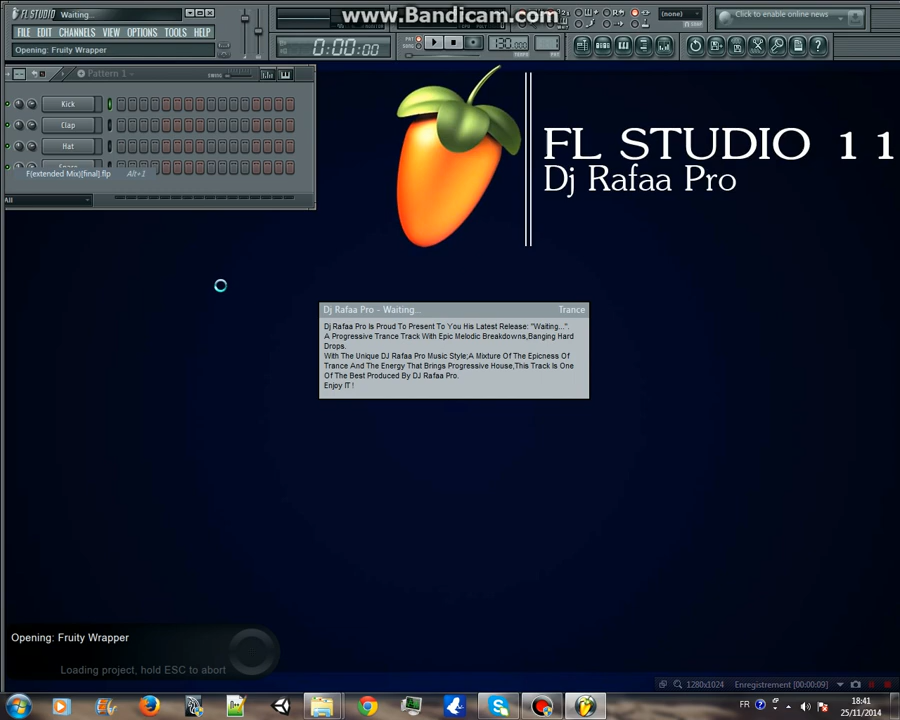 www.Bandicam.com
FL STUDIO Waiting...
FILE EDIT CHANNELS VIEW OPTIONS TOOLS HELP
Opening: Fruity Wrapper
0:00:00
130.000
1
(none)
Click to enable online news
Pattern 1
SWING
Kick
Clap
Hat
F(extended Mix)[final].flp Alt+1
All
FL STUDIO 11
Dj Rafaa Pro
Dj Rafaa Pro - Waiting... Trance
Dj Rafaa Pro Is Proud To Present To You His Latest Release: "Waiting...".
A Progressive Trance Track With Epic Melodic Breakdowns,Banging Hard
Drops.
With The Unique DJ Rafaa Pro Music Style;A Mixture Of The Epicness Of
Trance And The Energy That Brings Progressive House,This Track Is One
Of The Best Produced By DJ Rafaa Pro.
Enjoy IT !
Opening: Fruity Wrapper
Loading project, hold ESC to abort
1280x1024 Enregistrement [00:00:09]
FR
18:41
25/11/2014